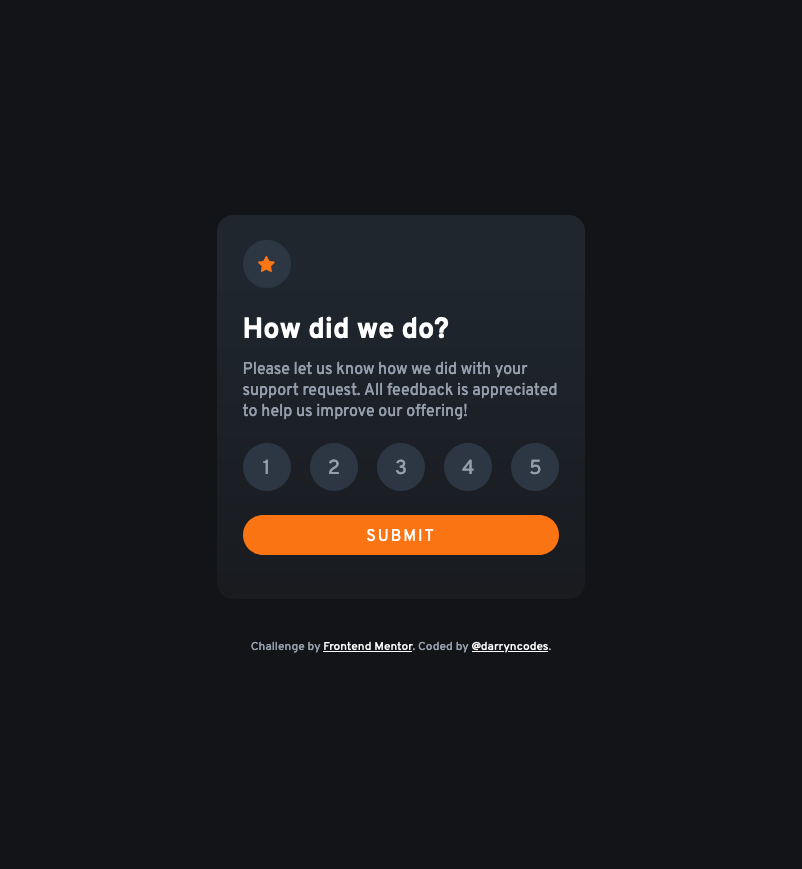 How did we do?
Please let us know how we did with your
support request. All feedback is appreciated
to help us improve our offering!
1 2 3 4 5
SUBMIT
Challenge by Frontend Mentor. Coded by @darryncodes.